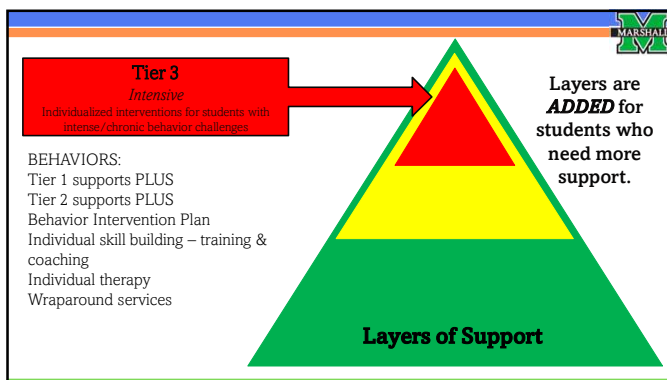 MARSHALL
Tier 3
Intensive
Individualized interventions for students with
intense/chronic behavior challenges
Layers are
ADDED for
students who
need more
support.
BEHAVIORS:
Tier 1 supports PLUS
Tier 2 supports PLUS
Behavior Intervention Plan
Individual skill building – training &
coaching
Individual therapy
Wraparound services
Layers of Support